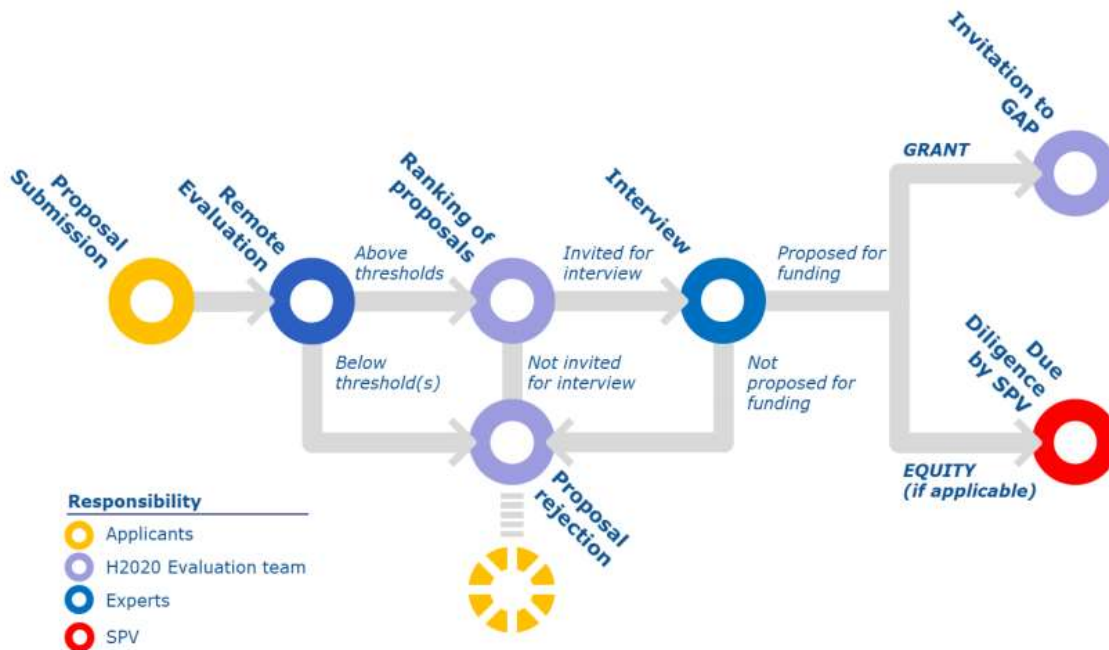 Proposal
Submission
Remote
Evaluation
Above
thresholds
Below
threshold(s)
Ranking of
proposals
Invited for
interview
Not invited
for interview
Interview
Proposed for
funding
Not
proposed for
funding
Proposal
rejection
GRANT
Invitation to
GAP
EQUITY
(if applicable)
Due
Diligence
by SPV
Responsibility
Applicants
H2020 Evaluation team
Experts
SPV